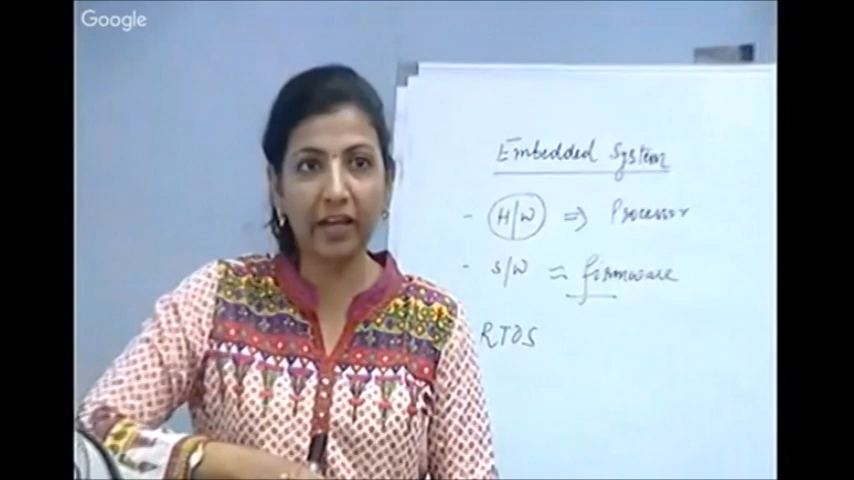 Google
Embedded System
- H/W ⇒ Processor
- S/W ≈ firmware
RTOS